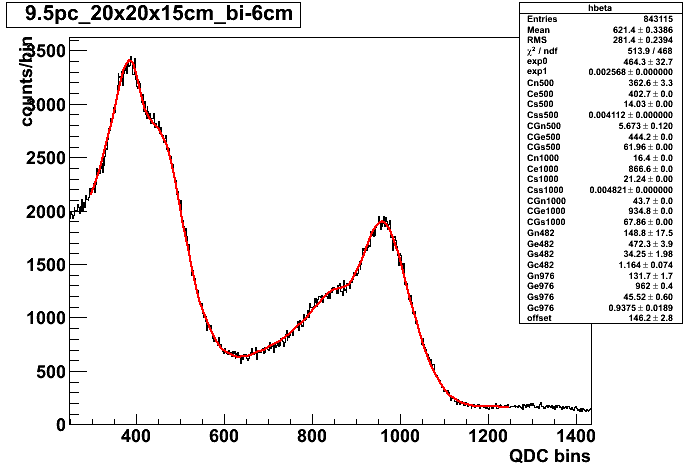 9.5pc_20x20x15cm_bi-6cm
hbeta
Entries 843115
Mean 621.4 ± 0.3386
RMS 281.4 ± 0.2394
χ² / ndf 513.9 / 468
exp0 464.3 ± 32.7
exp1 0.002568 ± 0.000000
Cn500 362.6 ± 3.3
Ce500 402.7 ± 0.0
Cs500 14.03 ± 0.00
Css500 0.004112 ± 0.000000
CGn500 5.673 ± 0.120
CGe500 444.2 ± 0.0
CGs500 61.96 ± 0.00
Cn1000 16.4 ± 0.0
Ce1000 866.6 ± 0.0
Cs1000 21.24 ± 0.00
Css1000 0.004821 ± 0.000000
CGn1000 43.7 ± 0.0
CGe1000 934.8 ± 0.0
CGs1000 67.86 ± 0.00
Gn482 148.8 ± 17.5
Ge482 472.3 ± 3.9
Gs482 34.25 ± 1.98
Gc482 1.164 ± 0.074
Gn976 131.7 ± 1.7
Ge976 962 ± 0.4
Gs976 45.52 ± 0.60
Gc976 0.9375 ± 0.0189
offset 146.2 ± 2.8
counts/bin
3500
3000
2500
2000
1500
1000
500
0
400 600 800 1000 1200 1400
QDC bins